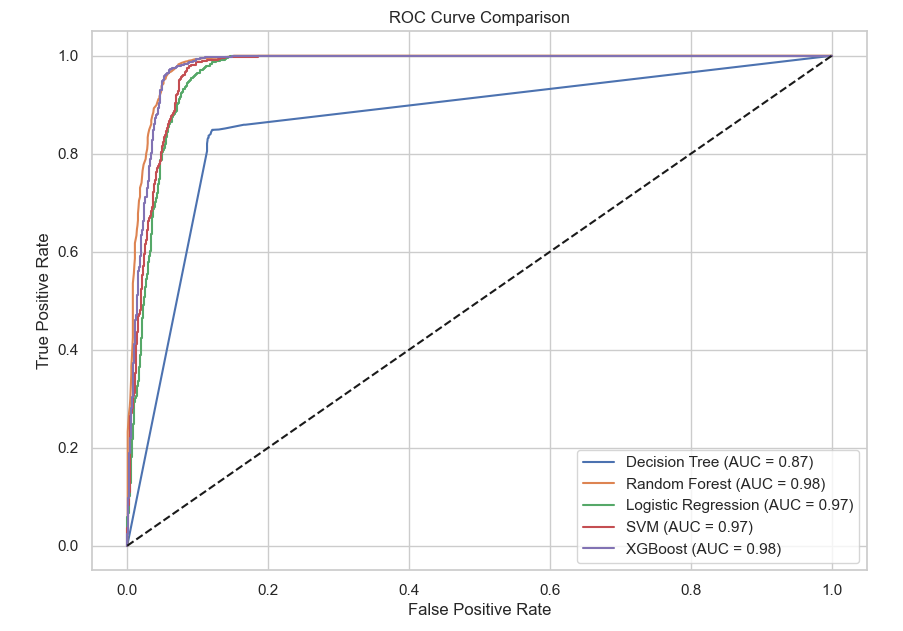 ROC Curve Comparison
True Positive Rate
1.0
0.8
0.6
0.4
0.2
0.0
0.0 0.2 0.4 0.6 0.8 1.0
False Positive Rate
Decision Tree (AUC = 0.87)
Random Forest (AUC = 0.98)
Logistic Regression (AUC = 0.97)
SVM (AUC = 0.97)
XGBoost (AUC = 0.98)